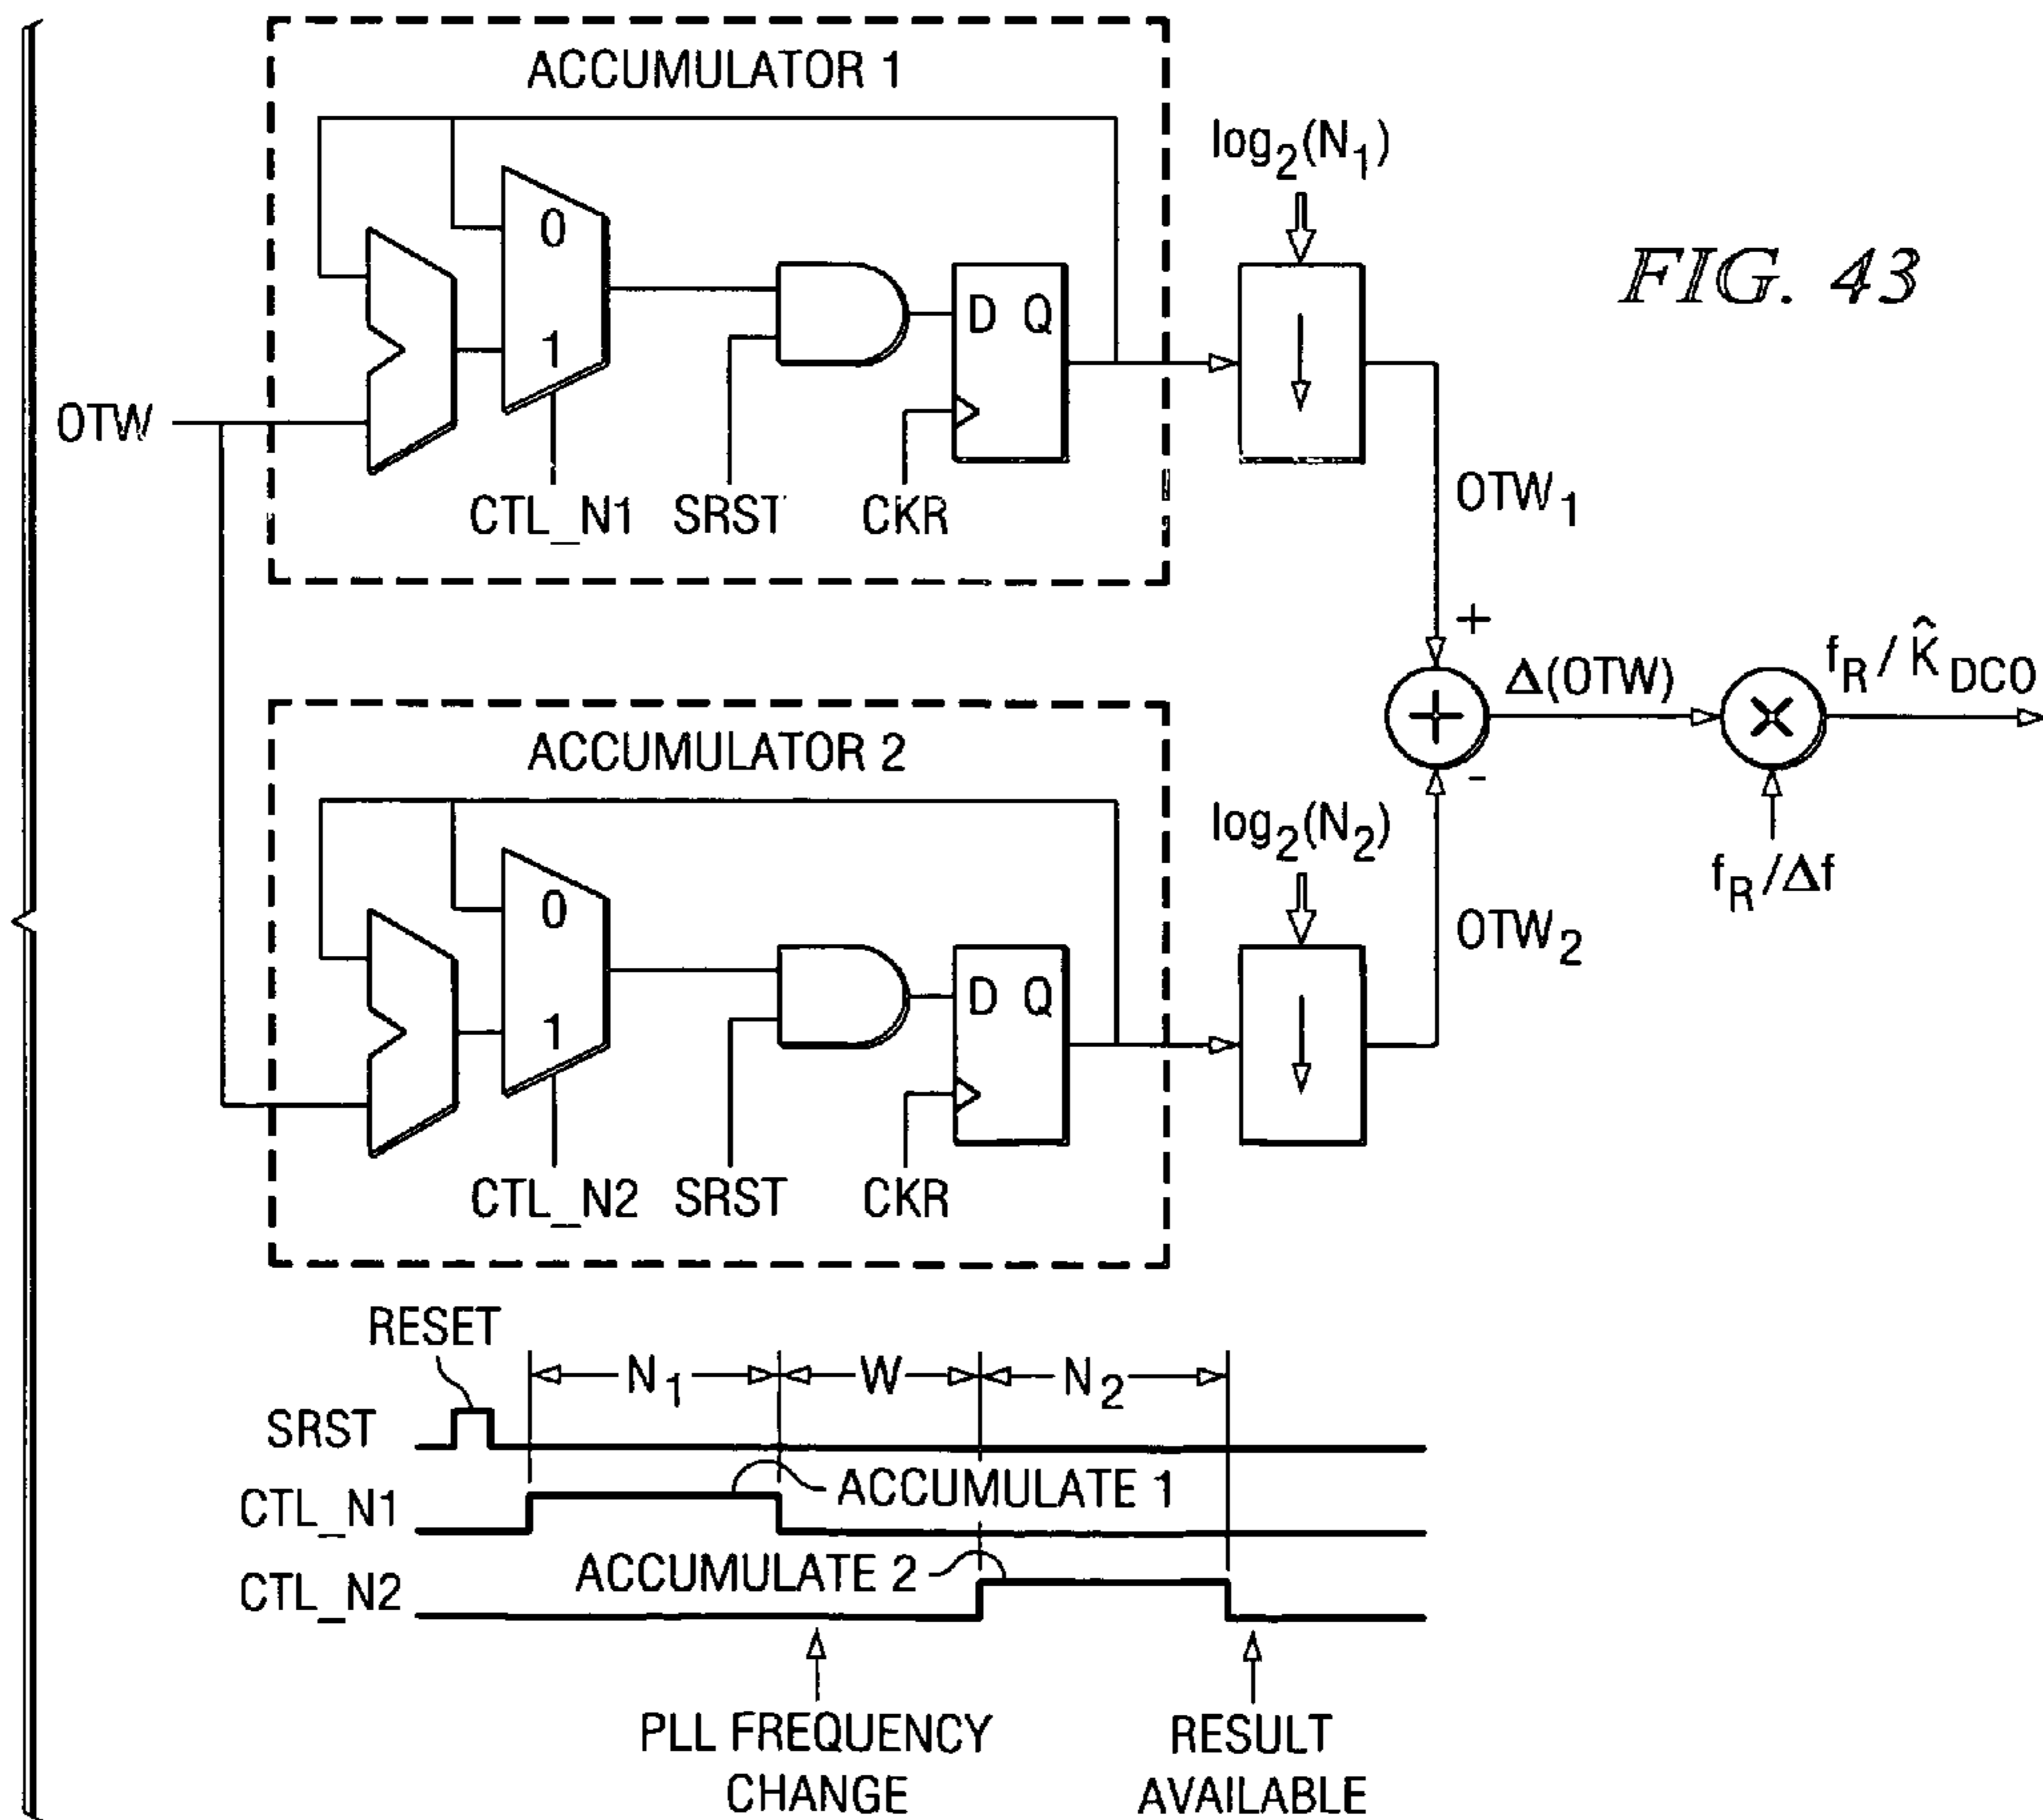 ACCUMULATOR 1
log2(N1)
FIG. 43
0
1
D Q
OTW
CTL_N1 SRST CKR
OTW1
+
+
-
Δ(OTW)
×
fR / K̂DCO
fR/Δf
ACCUMULATOR 2
log2(N2)
0
1
D Q
OTW2
CTL_N2 SRST CKR
RESET
N1 W N2
SRST
ACCUMULATE 1
CTL_N1
ACCUMULATE 2
CTL_N2
PLL FREQUENCY
CHANGE
RESULT
AVAILABLE